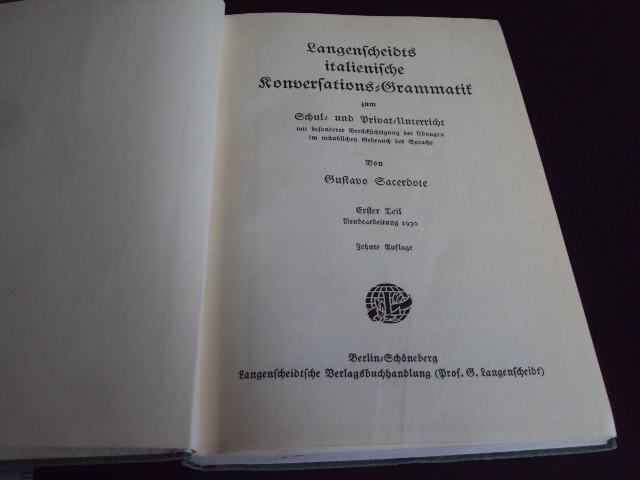 Langenscheidts
italienische
Konversations-Grammatik
zum
Schul- und Privat-Unterricht
mit besonderer Berücksichtigung der Übungen
im mündlichen Gebrauch der Sprache
Von
Gustavo Sacerdote
Erster Teil
Neubearbeitung 1930
Zehnte Auflage
L
Berlin-Schöneberg
Langenscheidtsche Verlagsbuchhandlung (Prof. G. Langenscheidt)